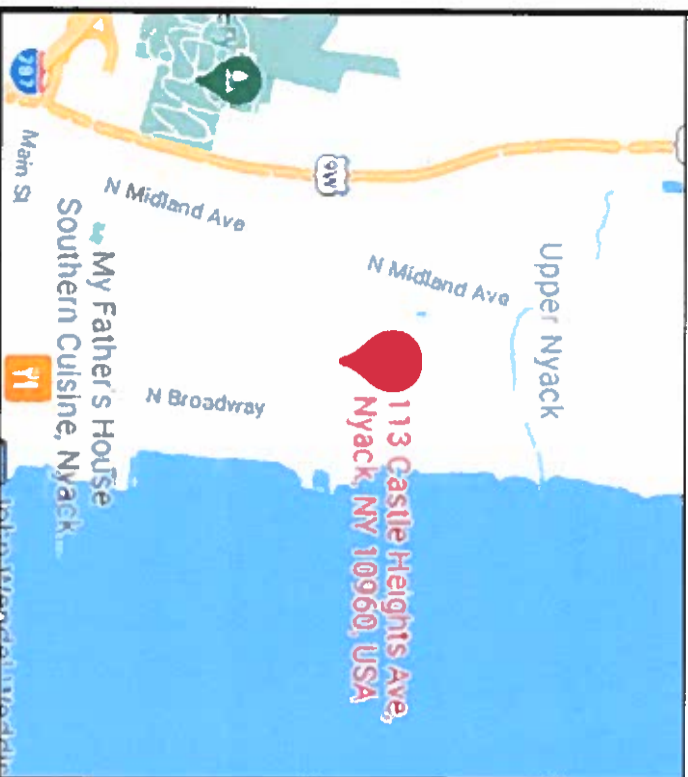 Upper Nyack
N Midland Ave
113 Castle Heights Ave,
Nyack, NY 10960, USA
9W
N Broadway
N Midland Ave
My Father's House
Southern Cuisine, Nyack
Main St